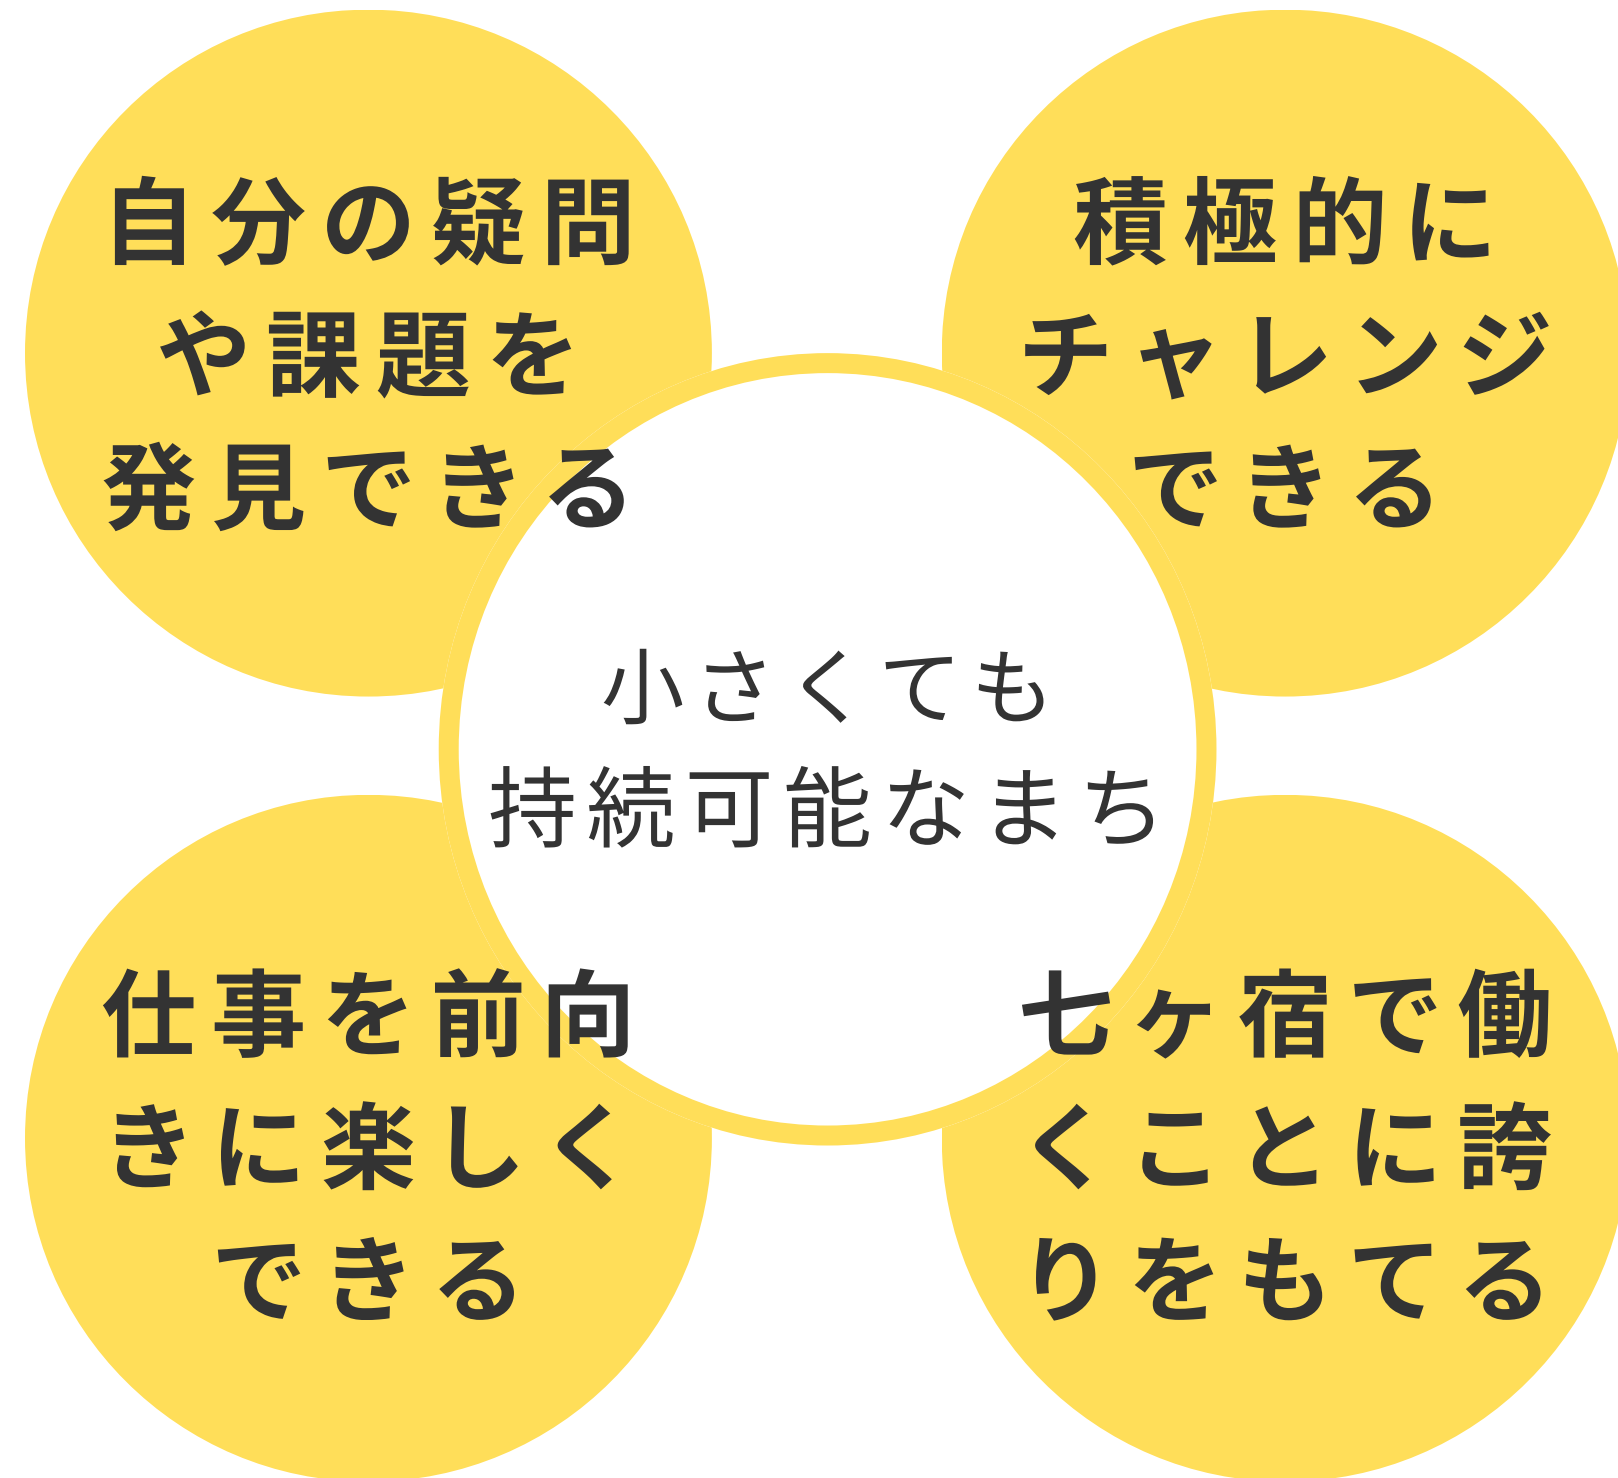 自分の疑問
や課題を
発見できる
積極的に
チャレンジ
できる
小さくても
持続可能なまち
仕事を前向
きに楽しく
できる
七ヶ宿で働
くことに誇
りをもてる